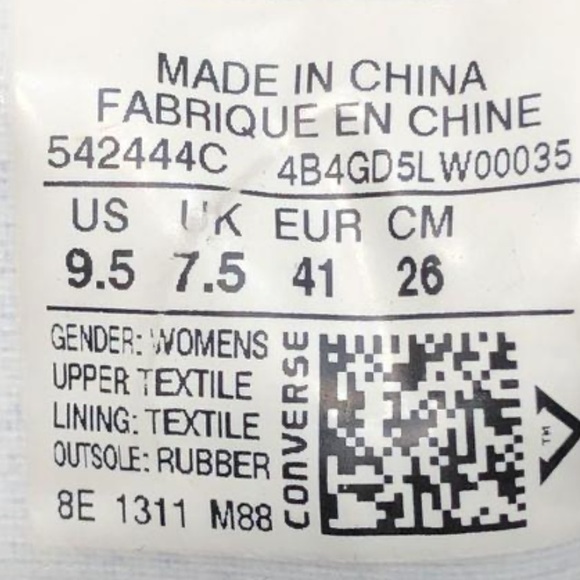 MADE IN CHINA
FABRIQUE EN CHINE
542444C 4B4GD5LW00035
US UK EUR CM
9.5 7.5 41 26
GENDER: WOMENS
UPPER TEXTILE
LINING: TEXTILE
OUTSOLE: RUBBER
8E 1311 M88
CONVERSE
TM